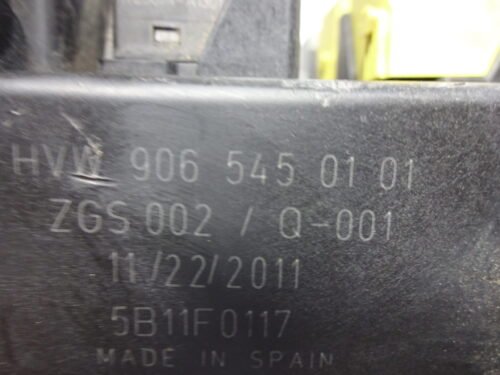 HVW 906 545 01 01
ZGS 002 / Q-001
11/22/2011
5B11F0117
MADE IN SPAIN